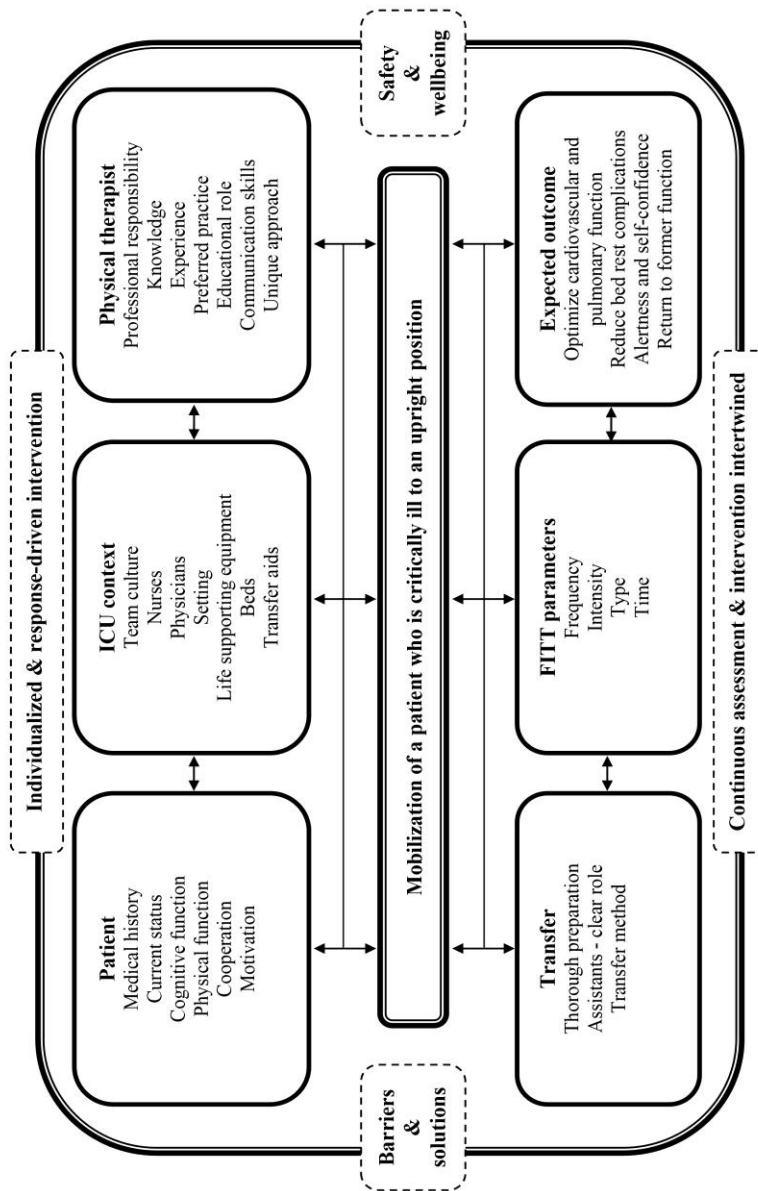 Individualized & response-driven intervention
Patient
Medical history
Current status
Cognitive function
Physical function
Cooperation
Motivation
ICU context
Team culture
Nurses
Physicians
Setting
Life supporting equipment
Beds
Transfer aids
Physical therapist
Professional responsibility
Knowledge
Experience
Preferred practice
Educational role
Communication skills
Unique approach
Barriers
&
solutions
Mobilization of a patient who is critically ill to an upright position
Safety
&
wellbeing
Transfer
Thorough preparation
Assistants - clear role
Transfer method
FITT parameters
Frequency
Intensity
Type
Time
Expected outcome
Optimize cardiovascular and
pulmonary function
Reduce bed rest complications
Alertness and self-confidence
Return to former function
Continuous assessment & intervention intertwined